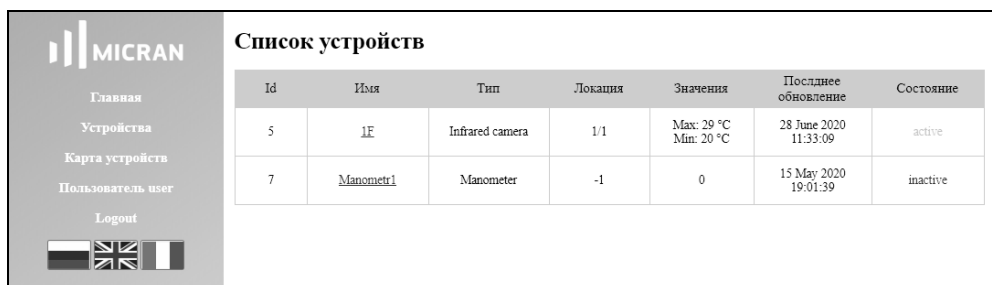 MICRAN
Главная
Устройства
Карта устройств
Пользователь user
Logout
Список устройств
Id Имя Тип Локация Значения Послднее обновление Состояние
5 1F Infrared camera 1/1 Max: 29 °C Min: 20 °C 28 June 2020 11:33:09 active
7 Manometr1 Manometer -1 0 15 May 2020 19:01:39 inactive